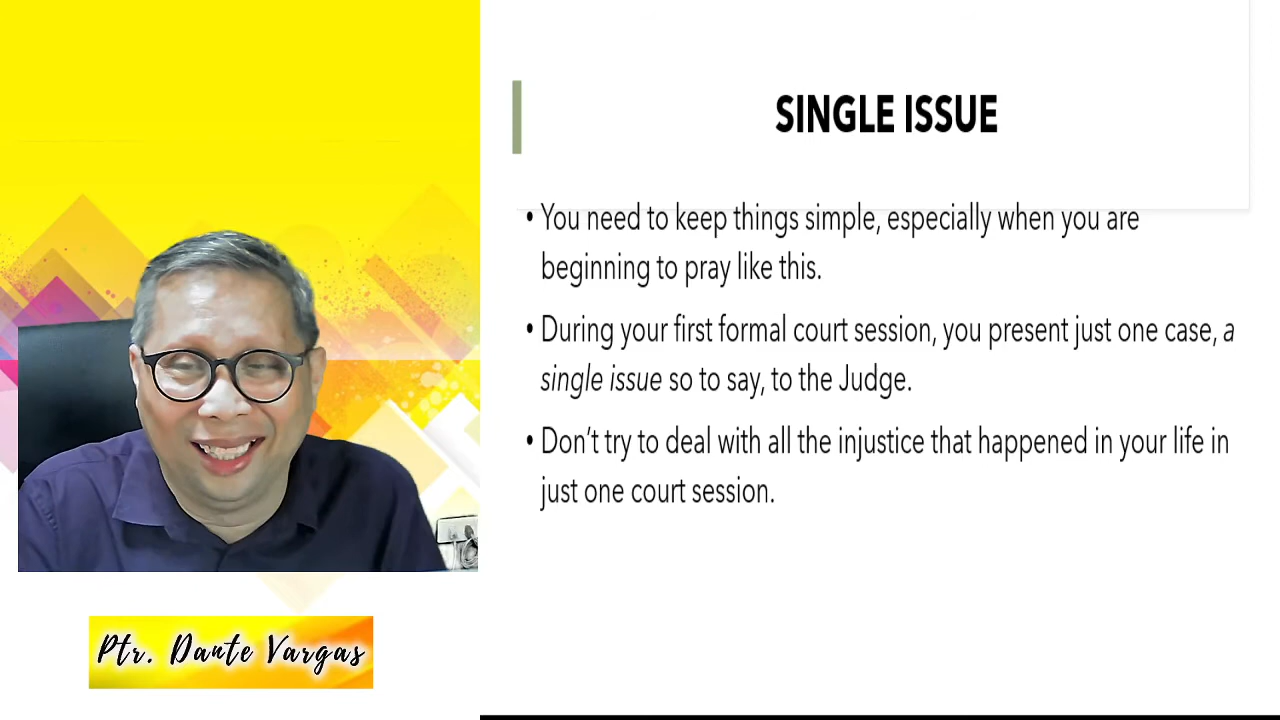 SINGLE ISSUE
• You need to keep things simple, especially when you are
beginning to pray like this.
• During your first formal court session, you present just one case, a
single issue so to say, to the Judge.
• Don’t try to deal with all the injustice that happened in your life in
just one court session.
Ptr. Dante Vargas